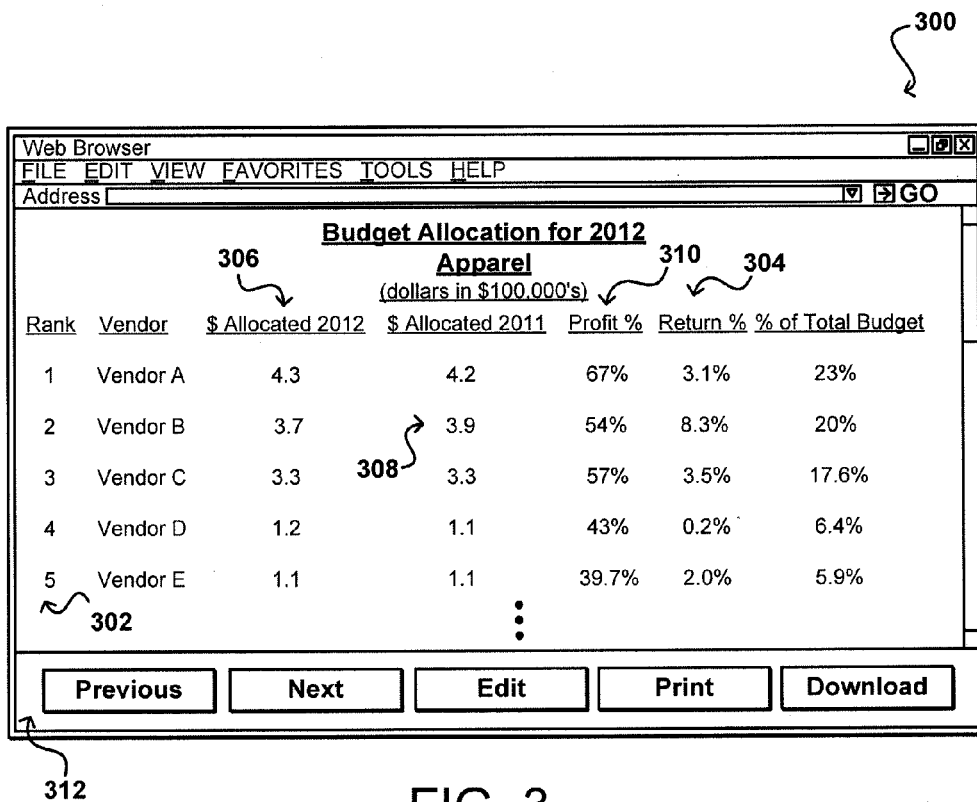 300
Web Browser
FILE EDIT VIEW FAVORITES TOOLS HELP
Address GO
Budget Allocation for 2012
306 Apparel 310 304
(dollars in $100,000's)
Rank Vendor $ Allocated 2012 $ Allocated 2011 Profit % Return % % of Total Budget
1 Vendor A 4.3 4.2 67% 3.1% 23%
2 Vendor B 3.7 3.9 54% 8.3% 20%
308
3 Vendor C 3.3 3.3 57% 3.5% 17.6%
4 Vendor D 1.2 1.1 43% 0.2% 6.4%
5 Vendor E 1.1 1.1 39.7% 2.0% 5.9%
302
Previous Next Edit Print Download
312
FIG. 3